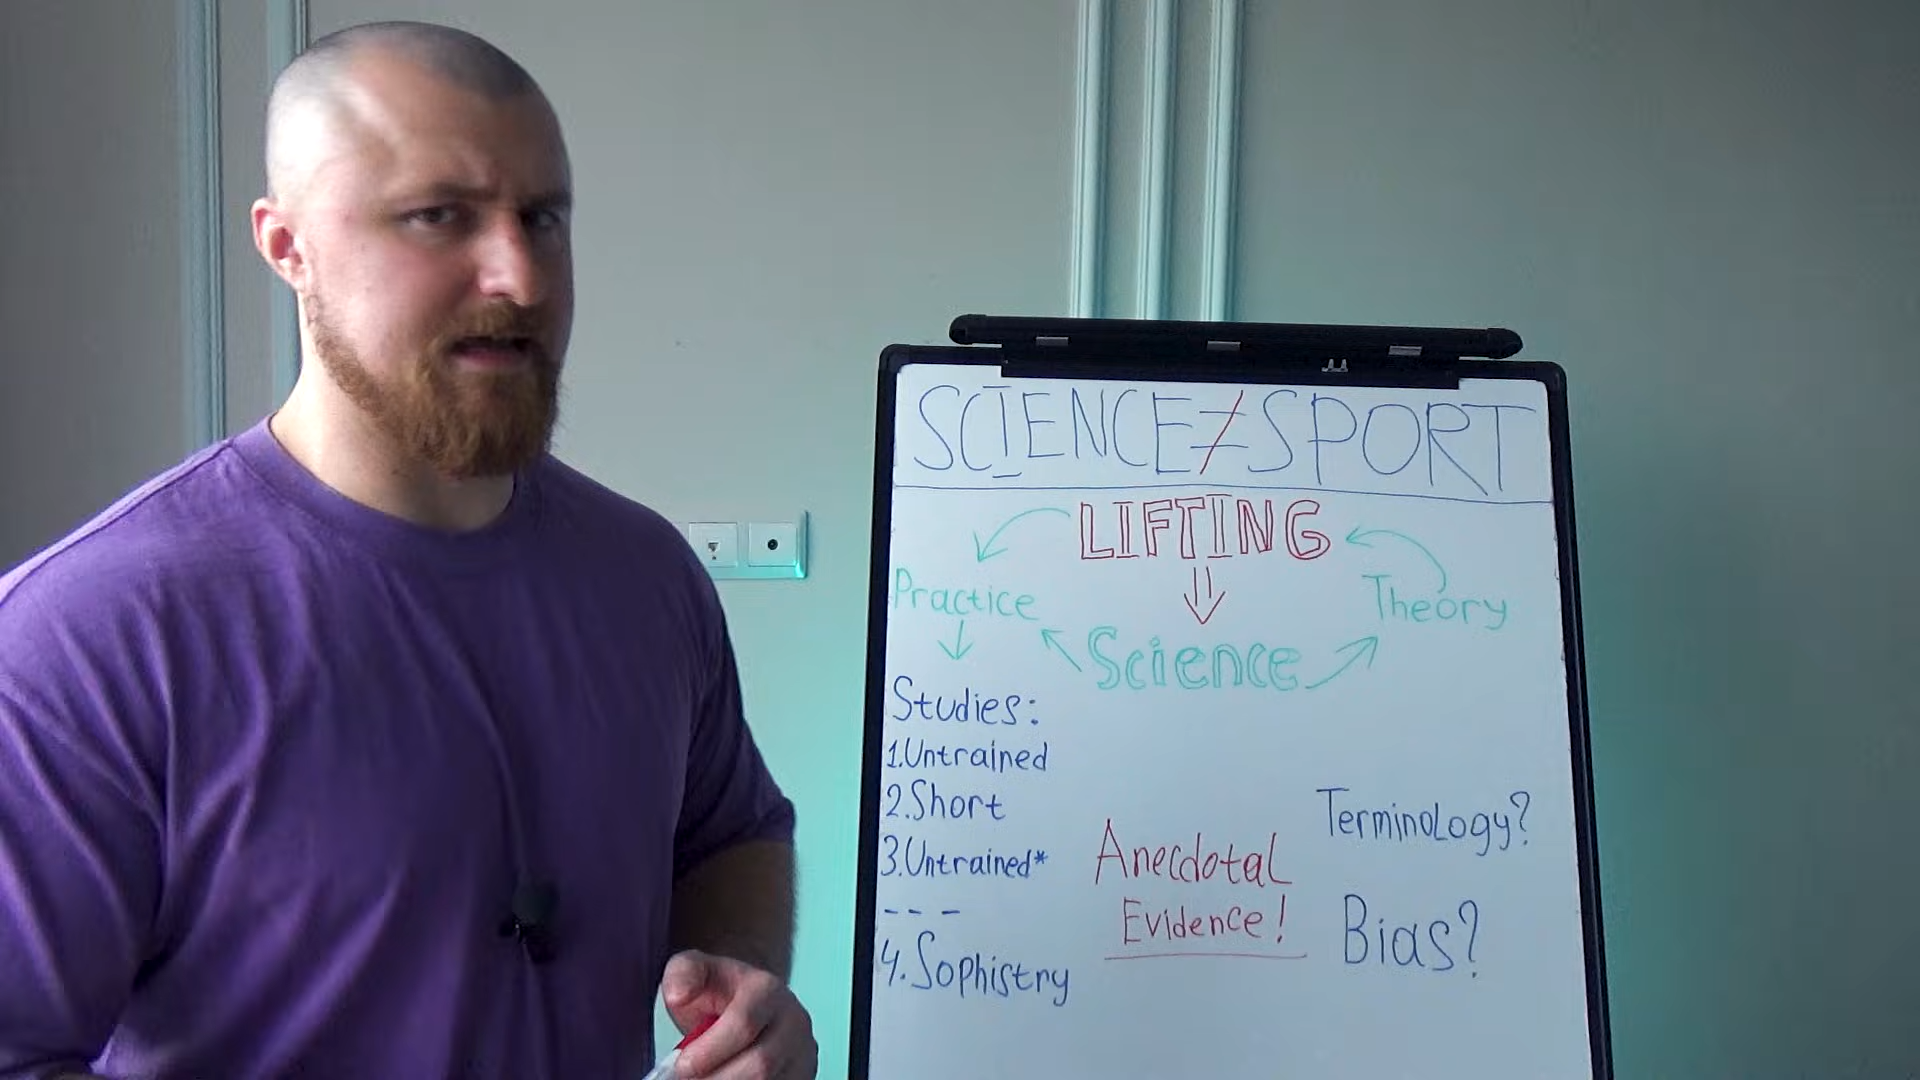 SCIENCE≠SPORT
LIFTING
Practice
Theory
Science
Studies:
1.Untrained
2.Short
3.Untrained*
---
4.Sophistry
Anecdotal
Evidence!
Terminology?
Bias?